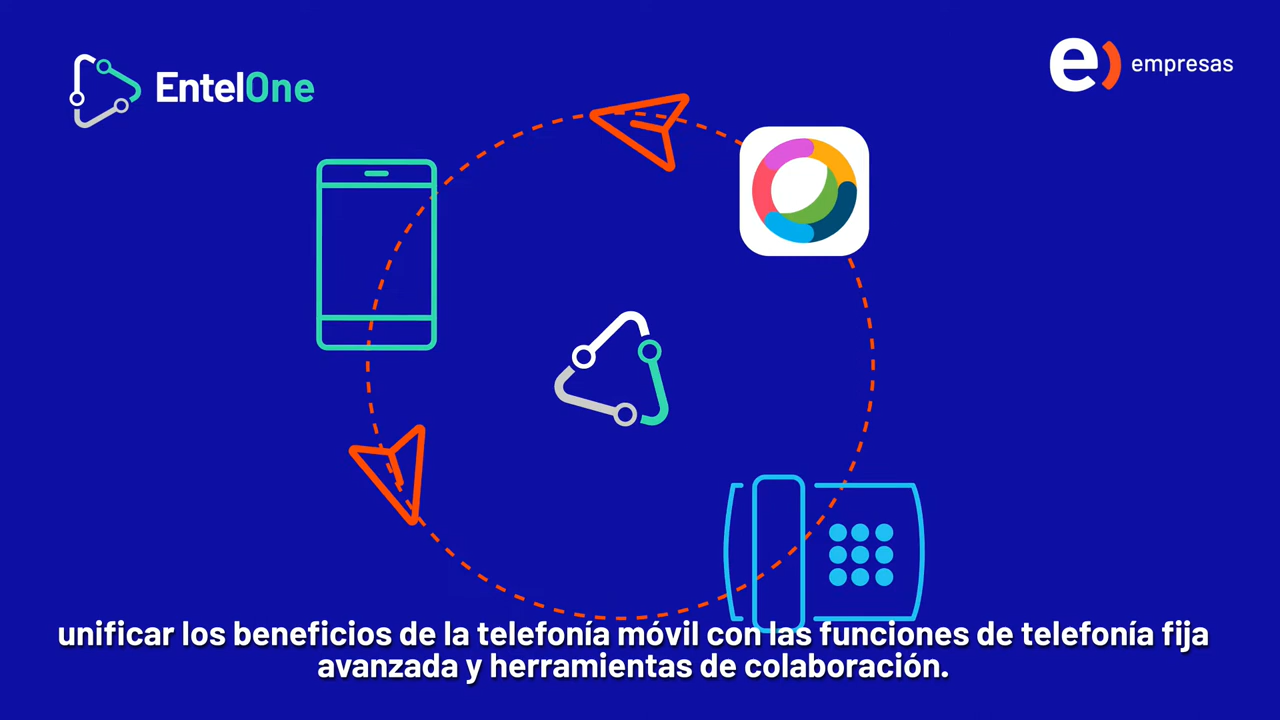 EntelOne
e) empresas
unificar los beneficios de la telefonía móvil con las funciones de telefonía fija
avanzada y herramientas de colaboración.